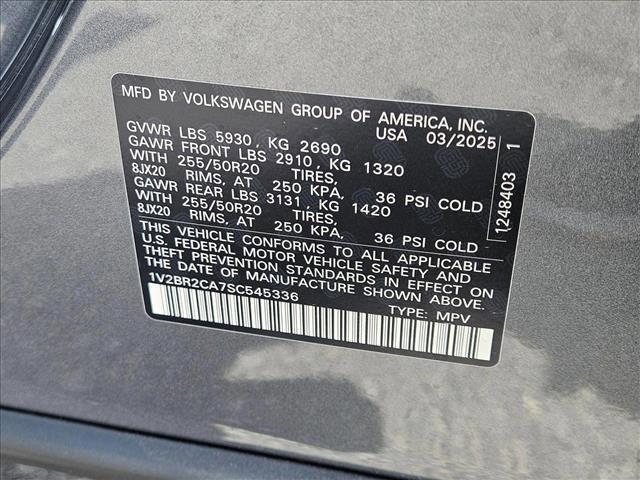 MFD BY VOLKSWAGEN GROUP OF AMERICA, INC.
USA 03/2025
GVWR LBS 5930, KG 2690
GAWR FRONT LBS 2910, KG 1320
WITH 255/50R20 TIRES,
8JX20 RIMS, AT 250 KPA, 36 PSI COLD
GAWR REAR LBS 3131, KG 1420
WITH 255/50R20 TIRES,
8JX20 RIMS, AT 250 KPA, 36 PSI COLD
THIS VEHICLE CONFORMS TO ALL APPLICABLE
U.S. FEDERAL MOTOR VEHICLE SAFETY AND
THEFT PREVENTION STANDARDS IN EFFECT ON
THE DATE OF MANUFACTURE SHOWN ABOVE.
1V2BR2CA7SC545336
TYPE: MPV
1248403 1